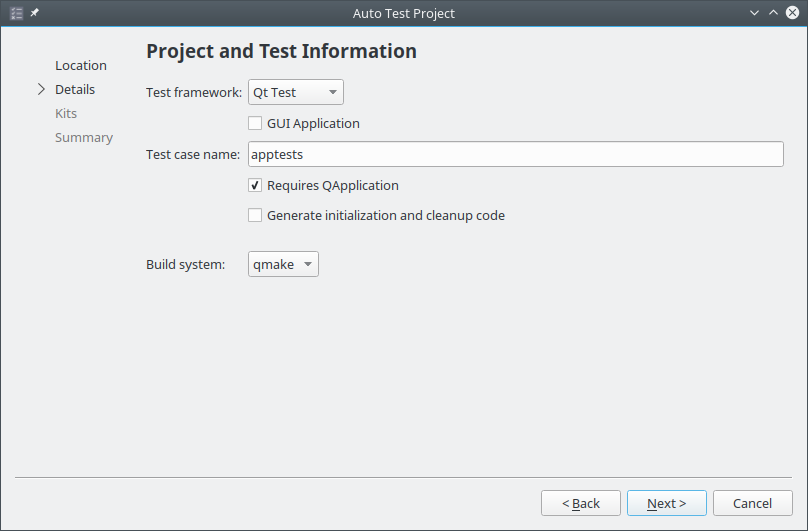 Auto Test Project
Location
Details
Kits
Summary
Project and Test Information
Test framework: Qt Test
GUI Application
Test case name: apptests
Requires QApplication
Generate initialization and cleanup code
Build system: qmake
< Back
Next >
Cancel